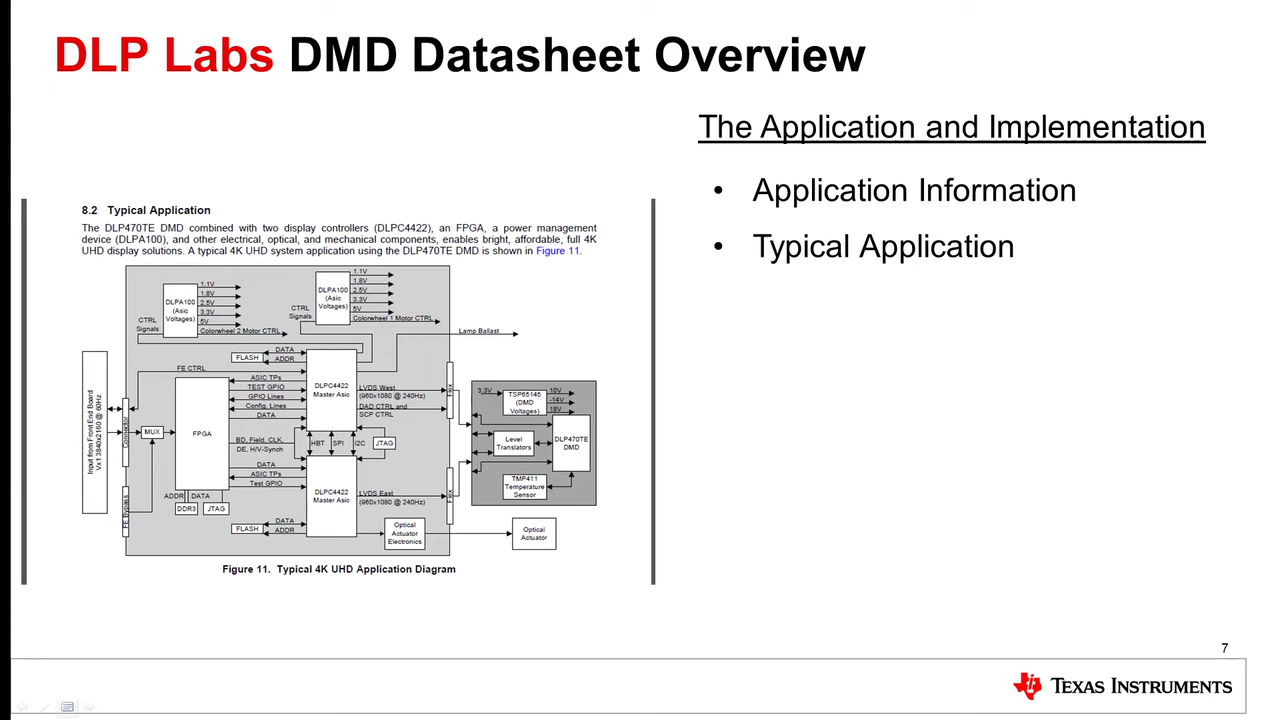 DLP Labs DMD Datasheet Overview
The Application and Implementation
• Application Information
• Typical Application
8.2 Typical Application
The DLP470TE DMD combined with two display controllers (DLPC4422), an FPGA, a power management
device (DLPA100), and other electrical, optical, and mechanical components, enables bright, affordable, full 4K
UHD display solutions. A typical 4K UHD system application using the DLP470TE DMD is shown in Figure 11.
DLPA100
(Asic
Voltages)
1.1V
1.8V
2.5V
3.3V
5V
Colorwheel 2 Motor CTRL
CTRL
Signals
DLPA100
(Asic
Voltages)
1.1V
1.8V
2.5V
3.3V
5V
Colorwheel 1 Motor CTRL
CTRL
Signals
Lamp Ballast
FLASH
DATA
ADDR
FE CTRL
Input from Front End Board
Vx1 3840x2160 @ 60Hz
Connector
FE Bypass
MUX
FPGA
ASIC TPs
TEST GPIO
GPIO Lines
Config. Lines
DATA
BD, Field, CLK,
DE, H/V-Synch
DATA
ASIC TPs
Test GPIO
ADDR
DATA
DDR3
JTAG
DLPC4422
Master Asic
HBT
SPI
I2C
JTAG
DLPC4422
Master Asic
FLASH
DATA
ADDR
LVDS West
(960x1080 @ 240Hz)
DAD CTRL and
SCP CTRL
LVDS East
(960x1080 @ 240Hz)
Flex
Flex
Optical
Actuator
Electronics
Optical
Actuator
3.3V
TSP65145
(DMD
Voltages)
10V
-14V
18V
Level
Translators
DLP470TE
DMD
TMP411
Temperature
Sensor
Figure 11. Typical 4K UHD Application Diagram
7
TEXAS INSTRUMENTS